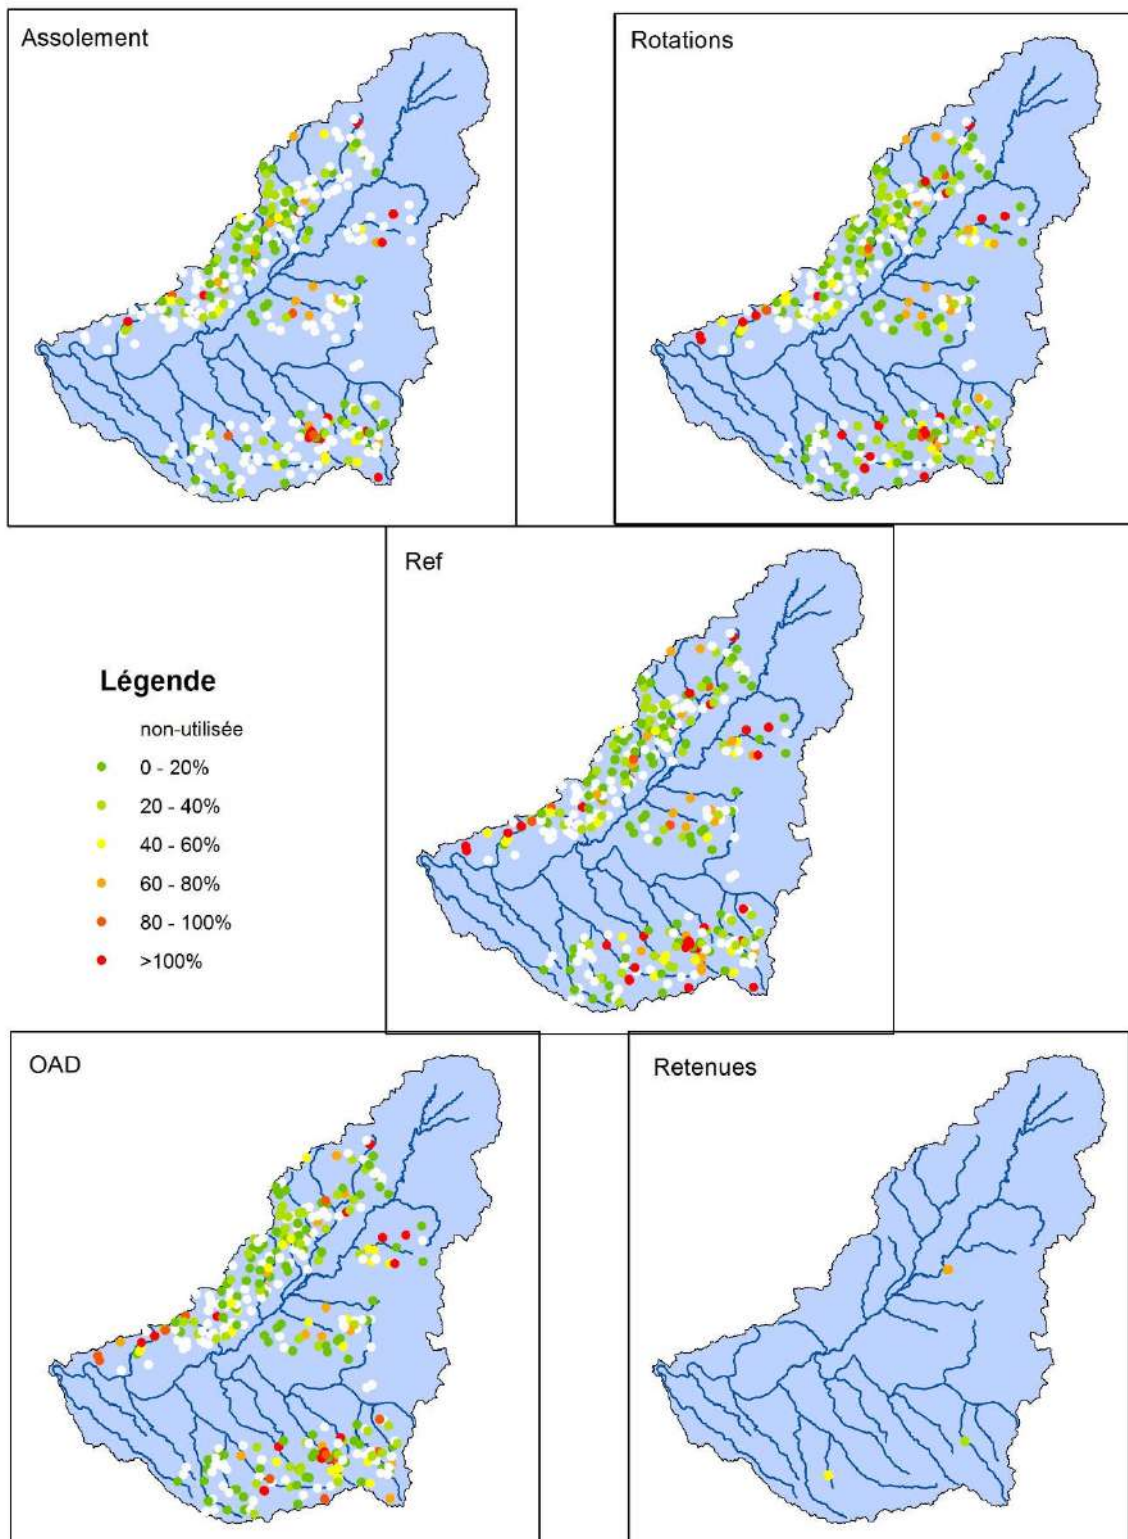 Assolement
Rotations
Ref
Légende
non-utilisée
0 - 20%
20 - 40%
40 - 60%
60 - 80%
80 - 100%
>100%
OAD
Retenues